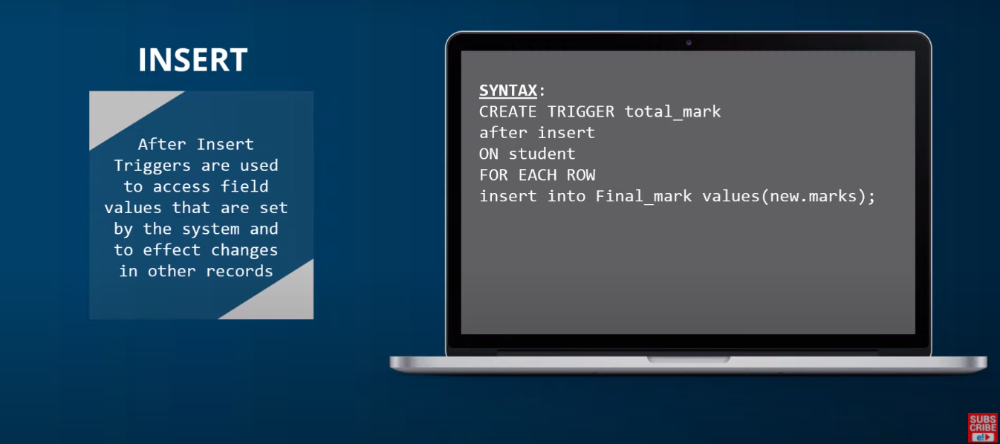 INSERT
After Insert
Triggers are used
to access field
values that are set
by the system and
to effect changes
in other records
SYNTAX:
CREATE TRIGGER total_mark
after insert
ON student
FOR EACH ROW
insert into Final_mark values(new.marks);
SUBS
CRIBE
e!